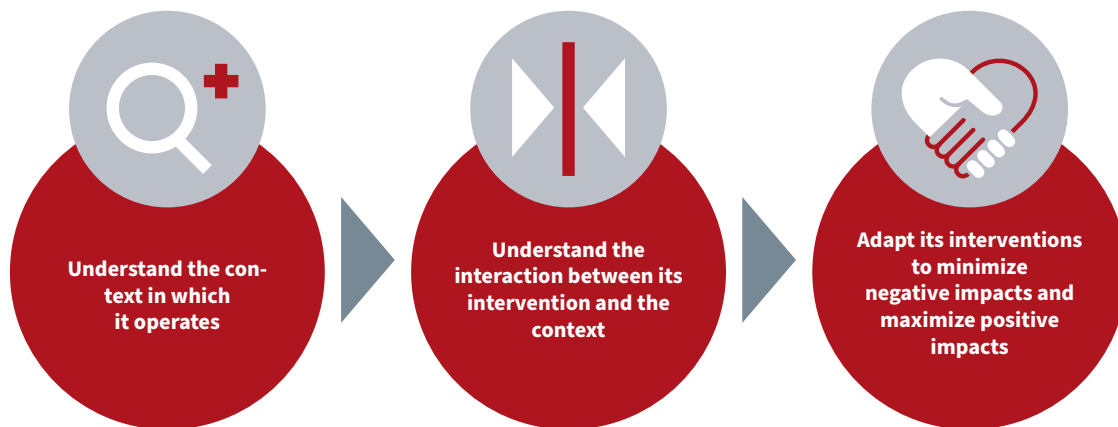 Understand the con-
text in which
it operates
Understand the
interaction between its
intervention and the
context
Adapt its interventions
to minimize
negative impacts and
maximize positive
impacts